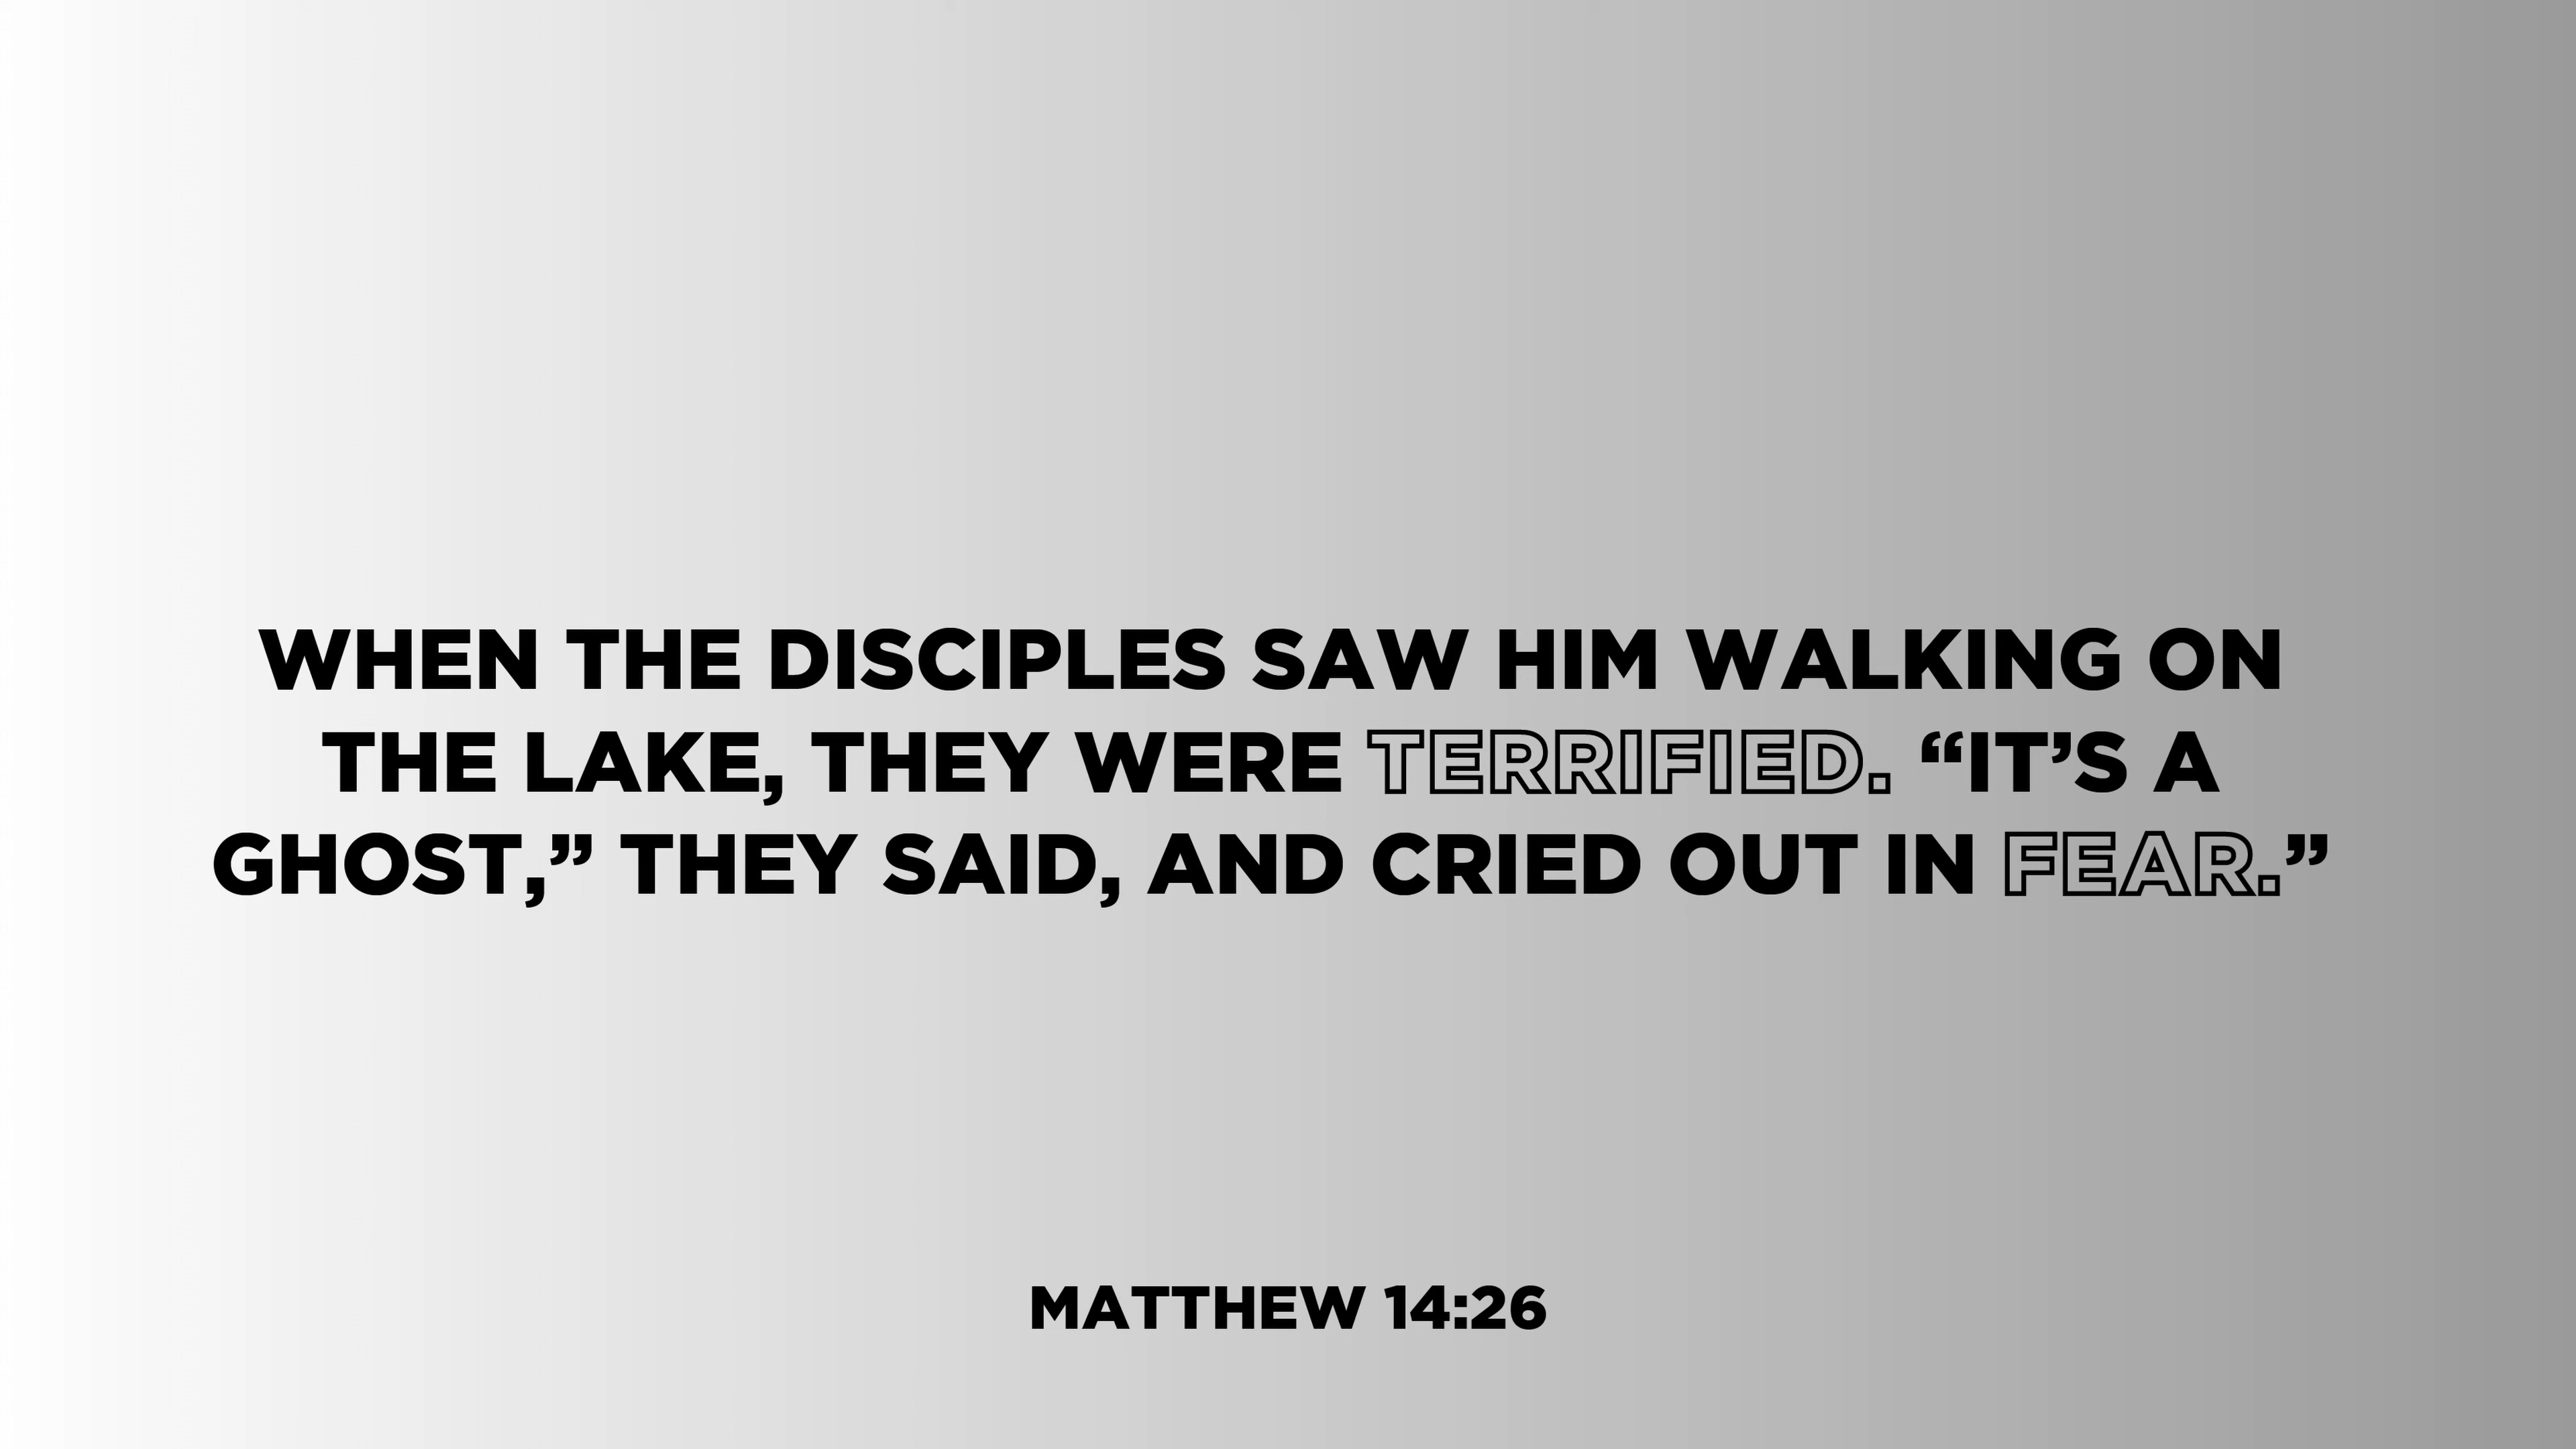 WHEN THE DISCIPLES SAW HIM WALKING ON
THE LAKE, THEY WERE TERRIFIED. “IT’S A
GHOST,” THEY SAID, AND CRIED OUT IN FEAR.”
MATTHEW 14:26